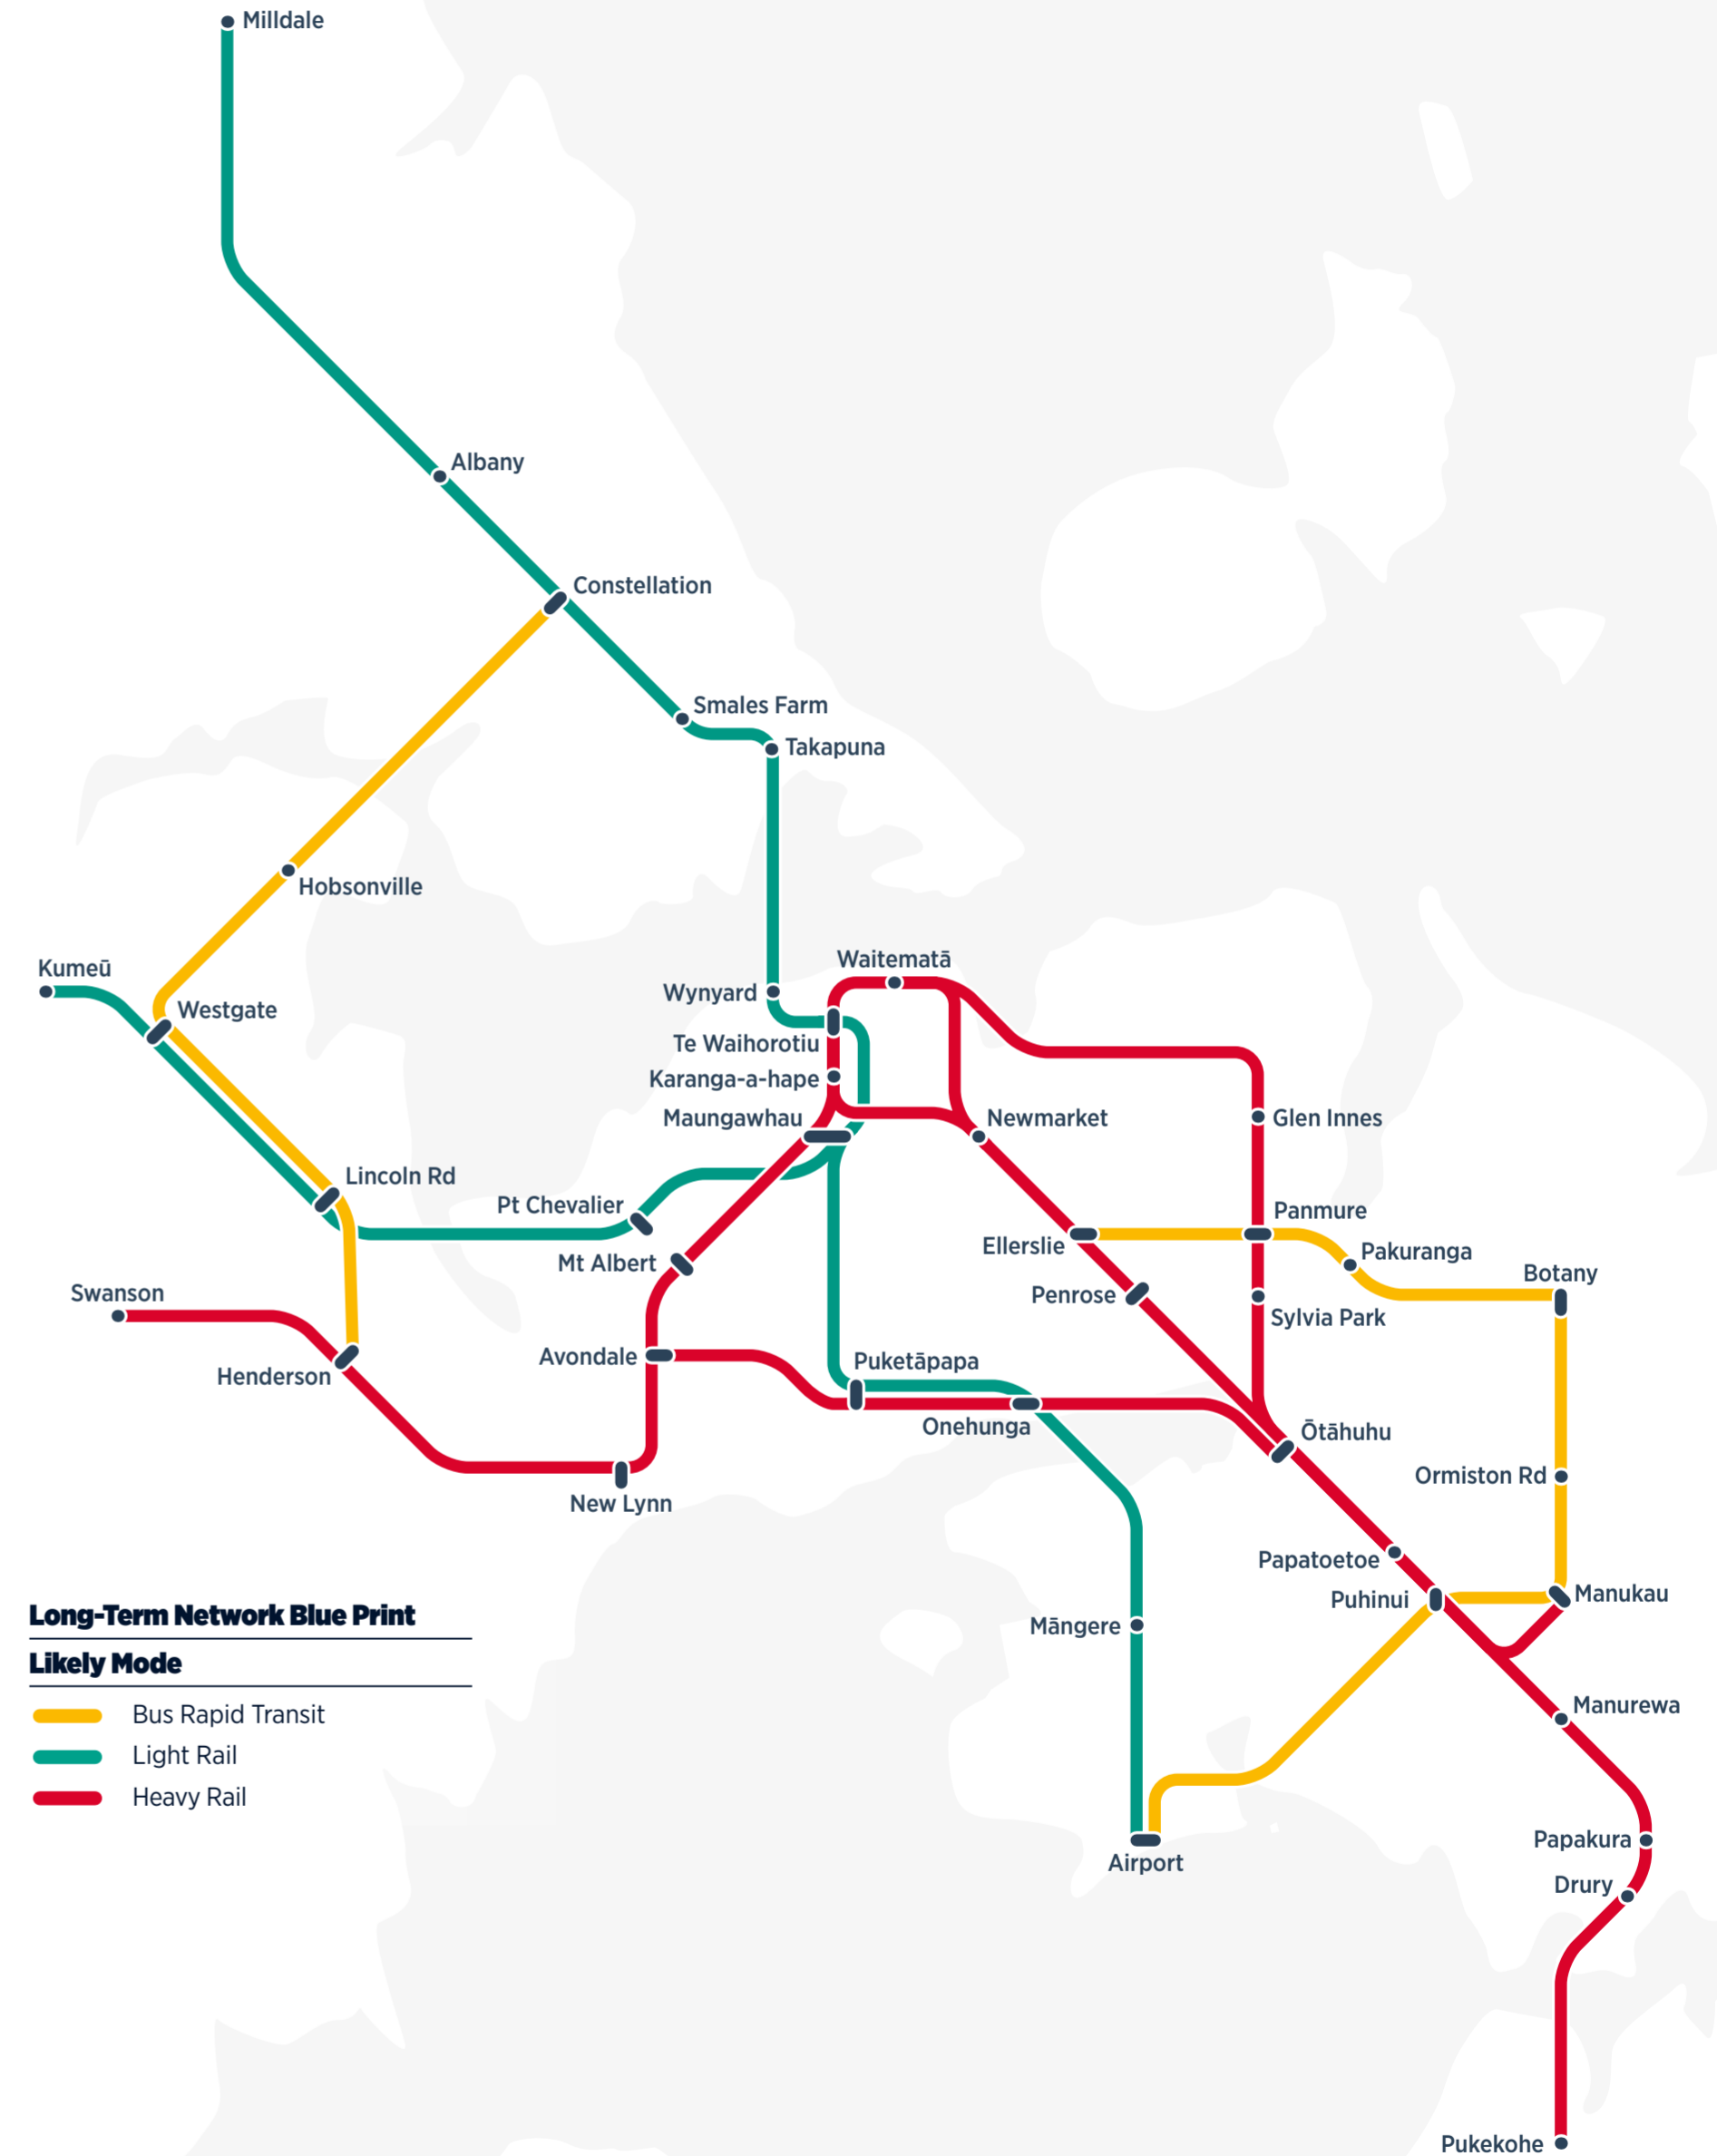 Milldale
Albany
Constellation
Smales Farm
Takapuna
Hobsonville
Waitematā
Kumeū
Wynyard
Westgate
Te Waihorotiu
Karanga-a-hape
Maungawhau
Newmarket
Glen Innes
Lincoln Rd
Pt Chevalier
Panmure
Ellerslie
Pakuranga
Mt Albert
Botany
Swanson
Penrose
Sylvia Park
Avondale
Puketāpapa
Henderson
Onehunga
Ōtāhuhu
Ormiston Rd
New Lynn
Papatoetoe
Manukau
Puhinui
Long-Term Network Blue Print
Māngere
Likely Mode
Manurewa
Bus Rapid Transit
Light Rail
Heavy Rail
Papakura
Airport
Drury
Pukekohe